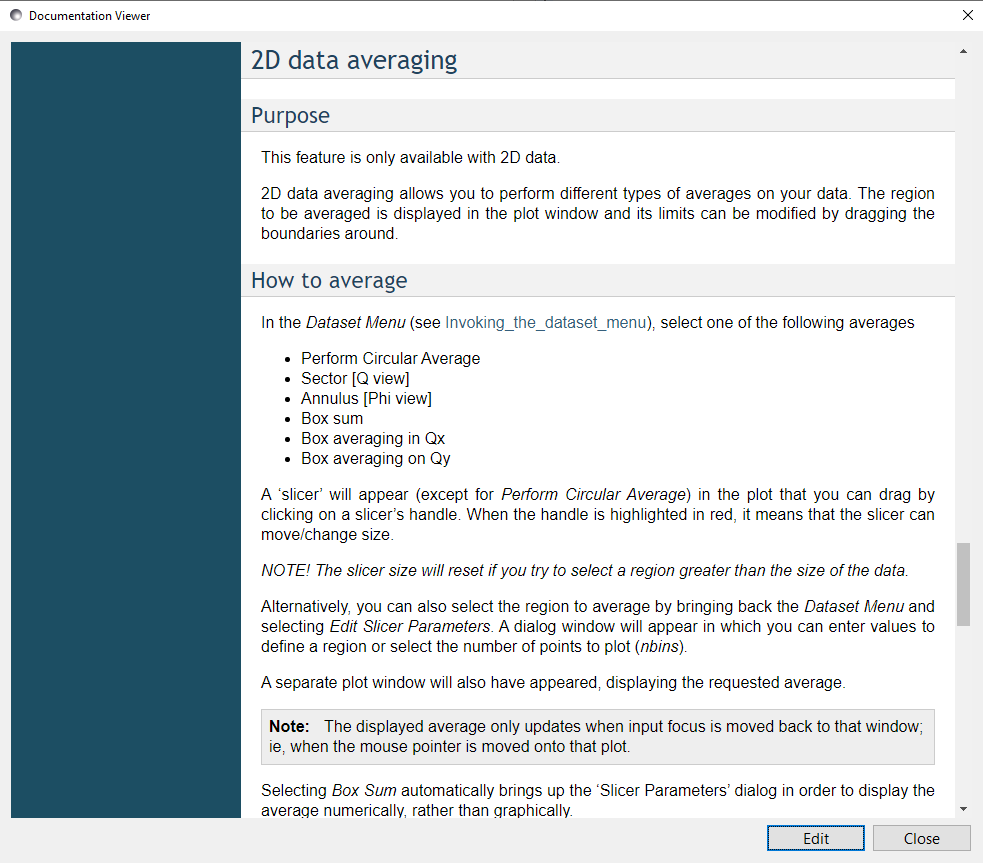 Documentation Viewer
2D data averaging
Purpose
This feature is only available with 2D data.
2D data averaging allows you to perform different types of averages on your data. The region
to be averaged is displayed in the plot window and its limits can be modified by dragging the
boundaries around.
How to average
In the Dataset Menu (see Invoking_the_dataset_menu), select one of the following averages
• Perform Circular Average
• Sector [Q view]
• Annulus [Phi view]
• Box sum
• Box averaging in Qx
• Box averaging on Qy
A ‘slicer’ will appear (except for Perform Circular Average) in the plot that you can drag by
clicking on a slicer’s handle. When the handle is highlighted in red, it means that the slicer can
move/change size.
NOTE! The slicer size will reset if you try to select a region greater than the size of the data.
Alternatively, you can also select the region to average by bringing back the Dataset Menu and
selecting Edit Slicer Parameters. A dialog window will appear in which you can enter values to
define a region or select the number of points to plot (nbins).
A separate plot window will also have appeared, displaying the requested average.
Note: The displayed average only updates when input focus is moved back to that window;
ie, when the mouse pointer is moved onto that plot.
Selecting Box Sum automatically brings up the ‘Slicer Parameters’ dialog in order to display the
average numerically, rather than graphically.
Edit
Close